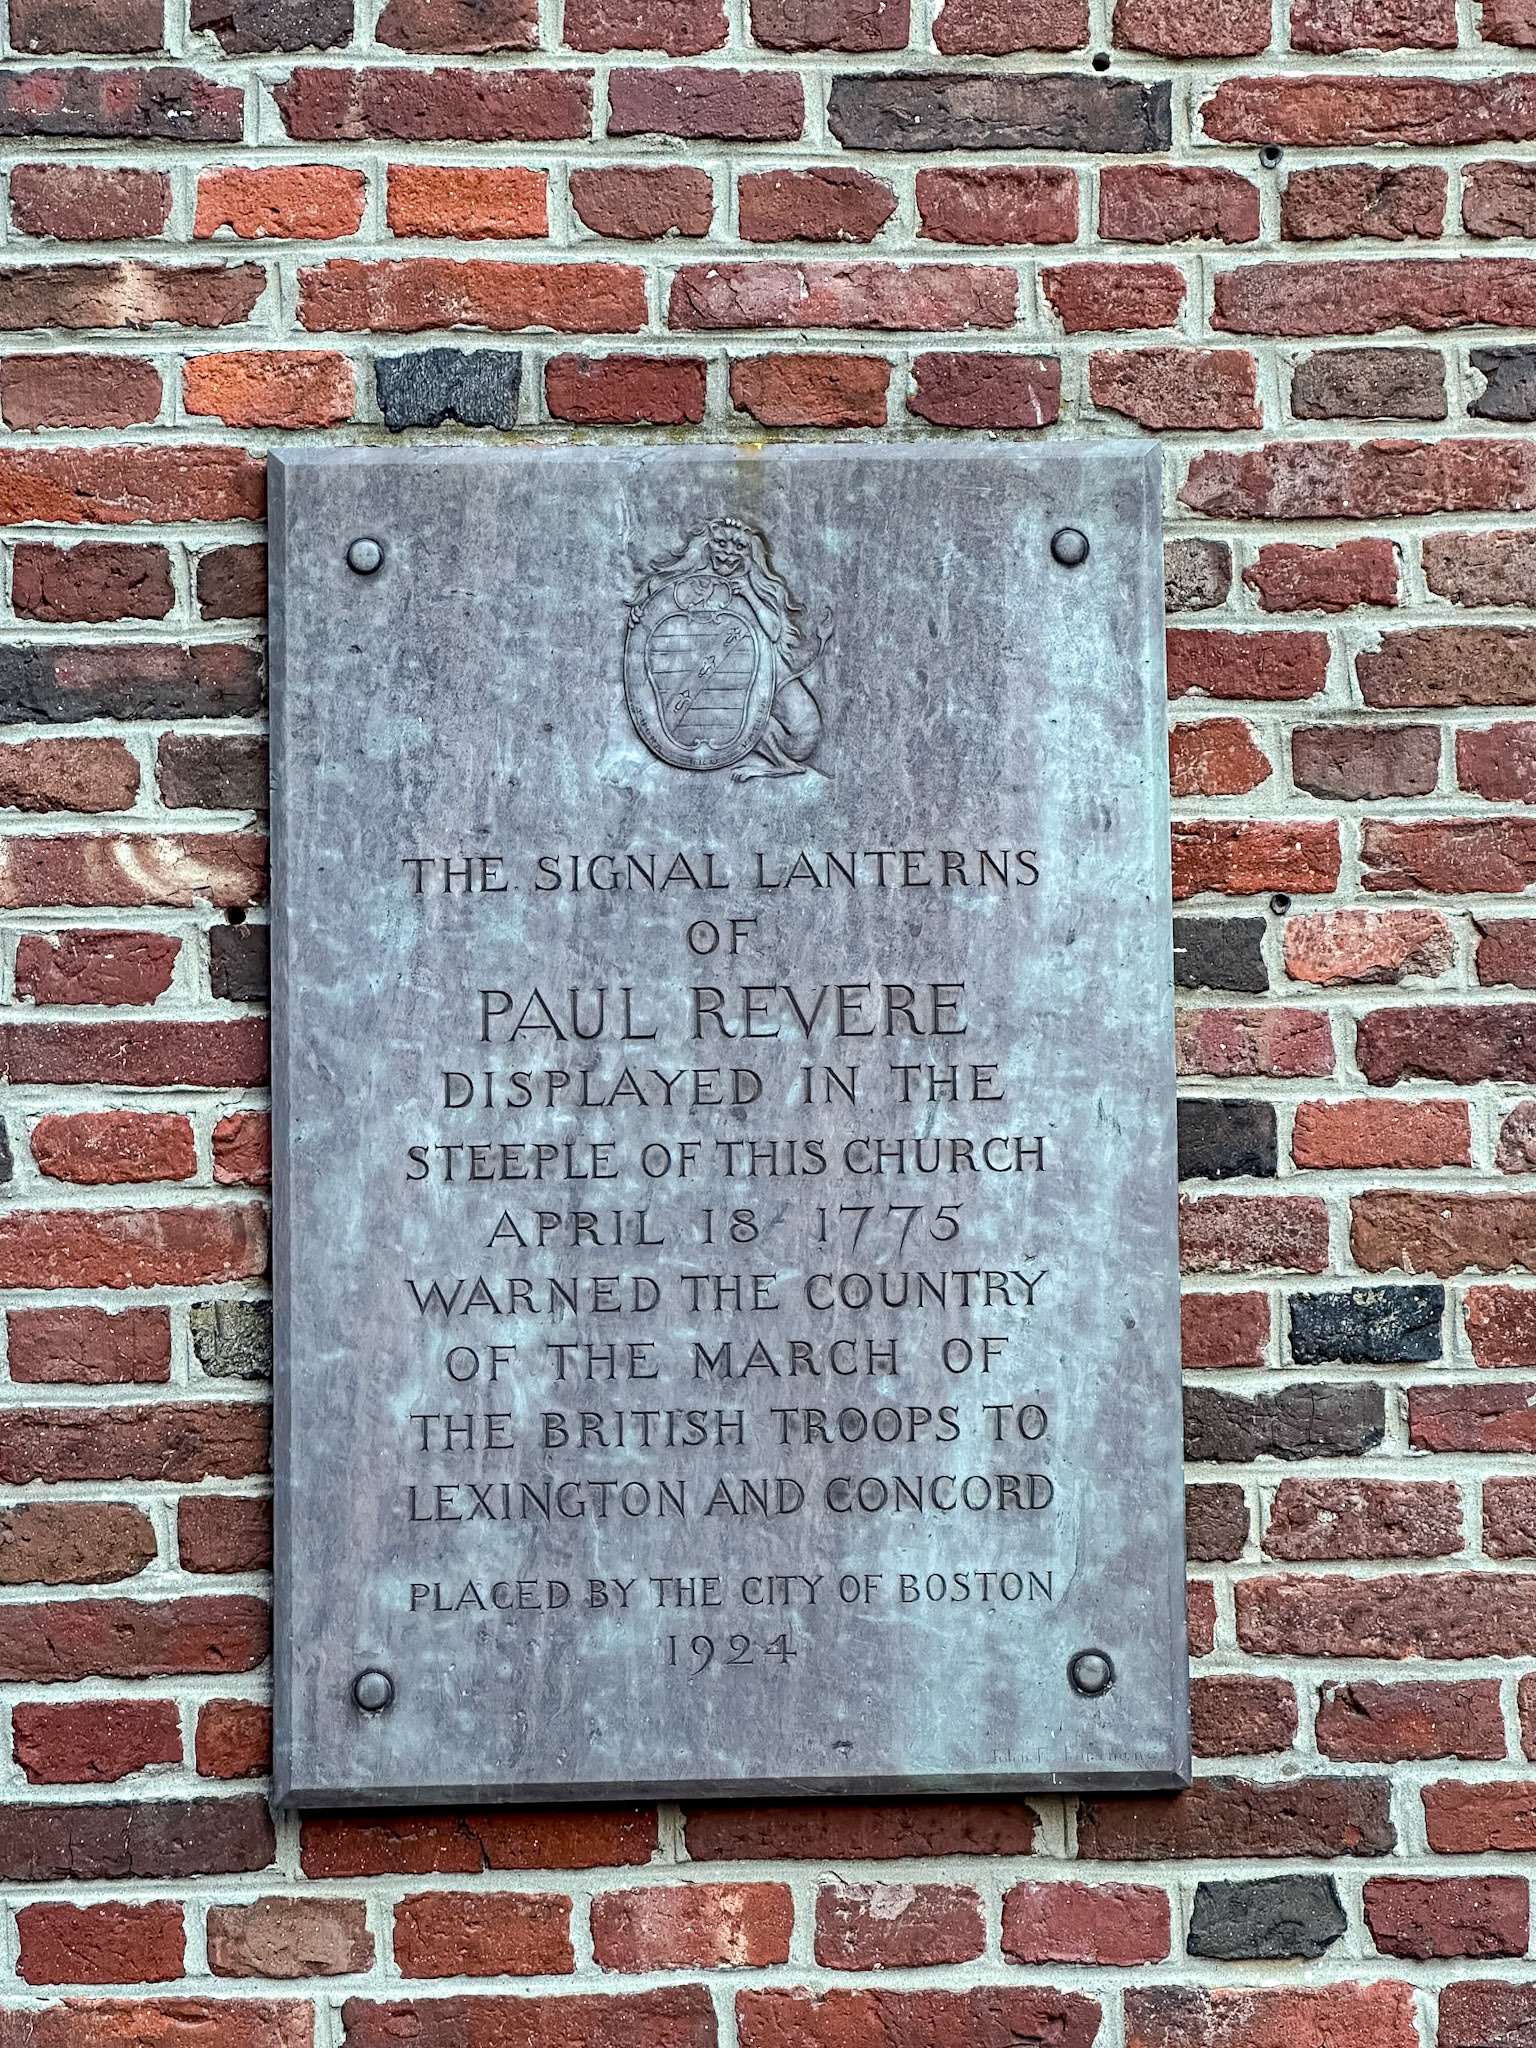 THE SIGNAL LANTERNS
OF
PAUL REVERE
DISPLAYED IN THE
STEEPLE OF THIS CHURCH
APRIL 18 1775
WARNED THE COUNTRY
OF THE MARCH OF
THE BRITISH TROOPS TO
LEXINGTON AND CONCORD
PLACED BY THE CITY OF BOSTON
1924